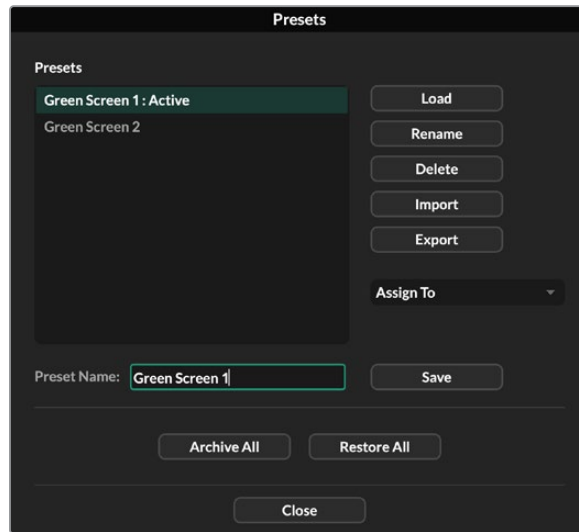 Presets
Presets
Green Screen 1 : Active
Green Screen 2
Load
Rename
Delete
Import
Export
Assign To
Preset Name: Green Screen 1 Save
Archive All Restore All
Close